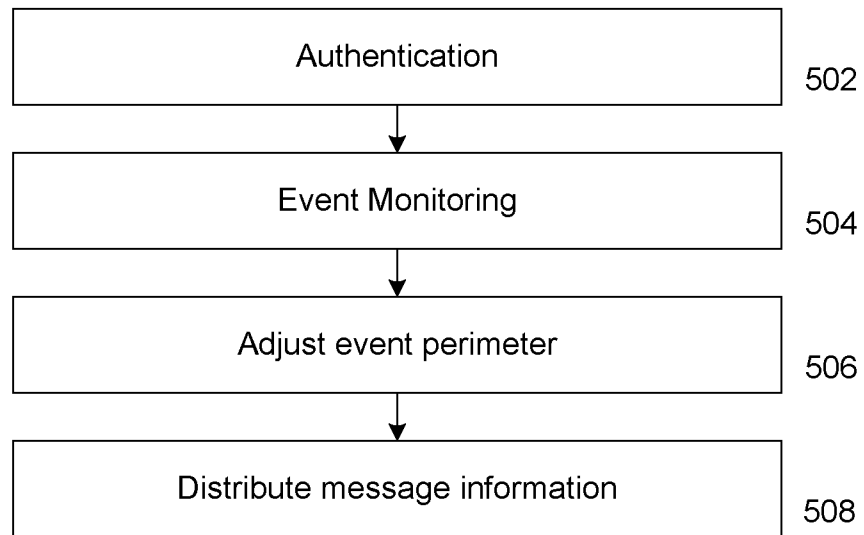 Authentication
502
Event Monitoring
504
Adjust event perimeter
506
Distribute message information
508